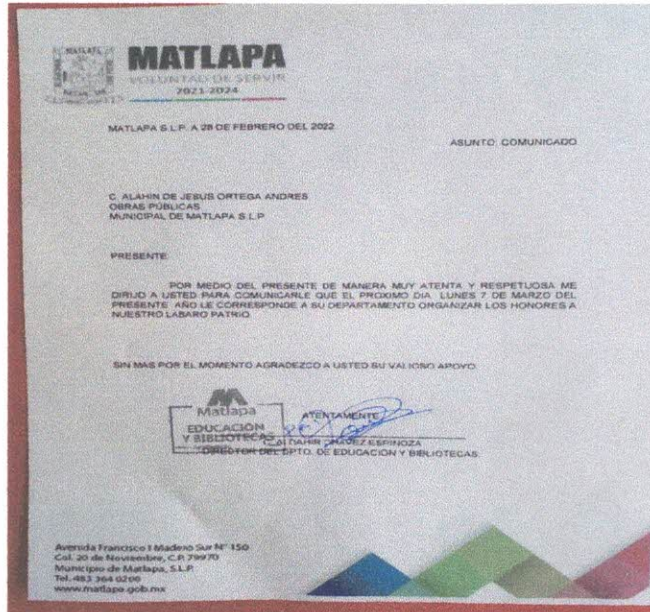 MATLAPA
VOLUNTAD DE SERVIR
2021-2024
MATLAPA S.L.P. A 28 DE FEBRERO DEL 2022
ASUNTO: COMUNICADO
C. ALAHIN DE JESUS ORTEGA ANDRES
OBRAS PÚBLICAS
MUNICIPAL DE MATLAPA S.L.P
PRESENTE
POR MEDIO DEL PRESENTE DE MANERA MUY ATENTA Y RESPETUOSA ME
DIRIJO A USTED PARA COMUNICARLE QUE EL PROXIMO DIA LUNES 7 DE MARZO DEL
PRESENTE AÑO LE CORRESPONDE A SU DEPARTAMENTO ORGANIZAR LOS HONORES A
NUESTRO LABARO PATRIO
SIN MAS POR EL MOMENTO AGRADEZCO A USTED SU VALIOSO APOYO
Matlapa
EDUCACIÓN
Y BIBLIOTECAS
ATENTAMENTE
C. ALDAHIR CHAVEZ ESPINOZA
DIRECTOR DEL DPTO. DE EDUCACION Y BIBLIOTECAS
Avenida Francisco I Madero Sur N° 150
Col. 20 de Noviembre, C.P. 79970
Municipio de Matlapa, S.L.P.
Tel. 483 364 0206
www.matlapa.gob.mx